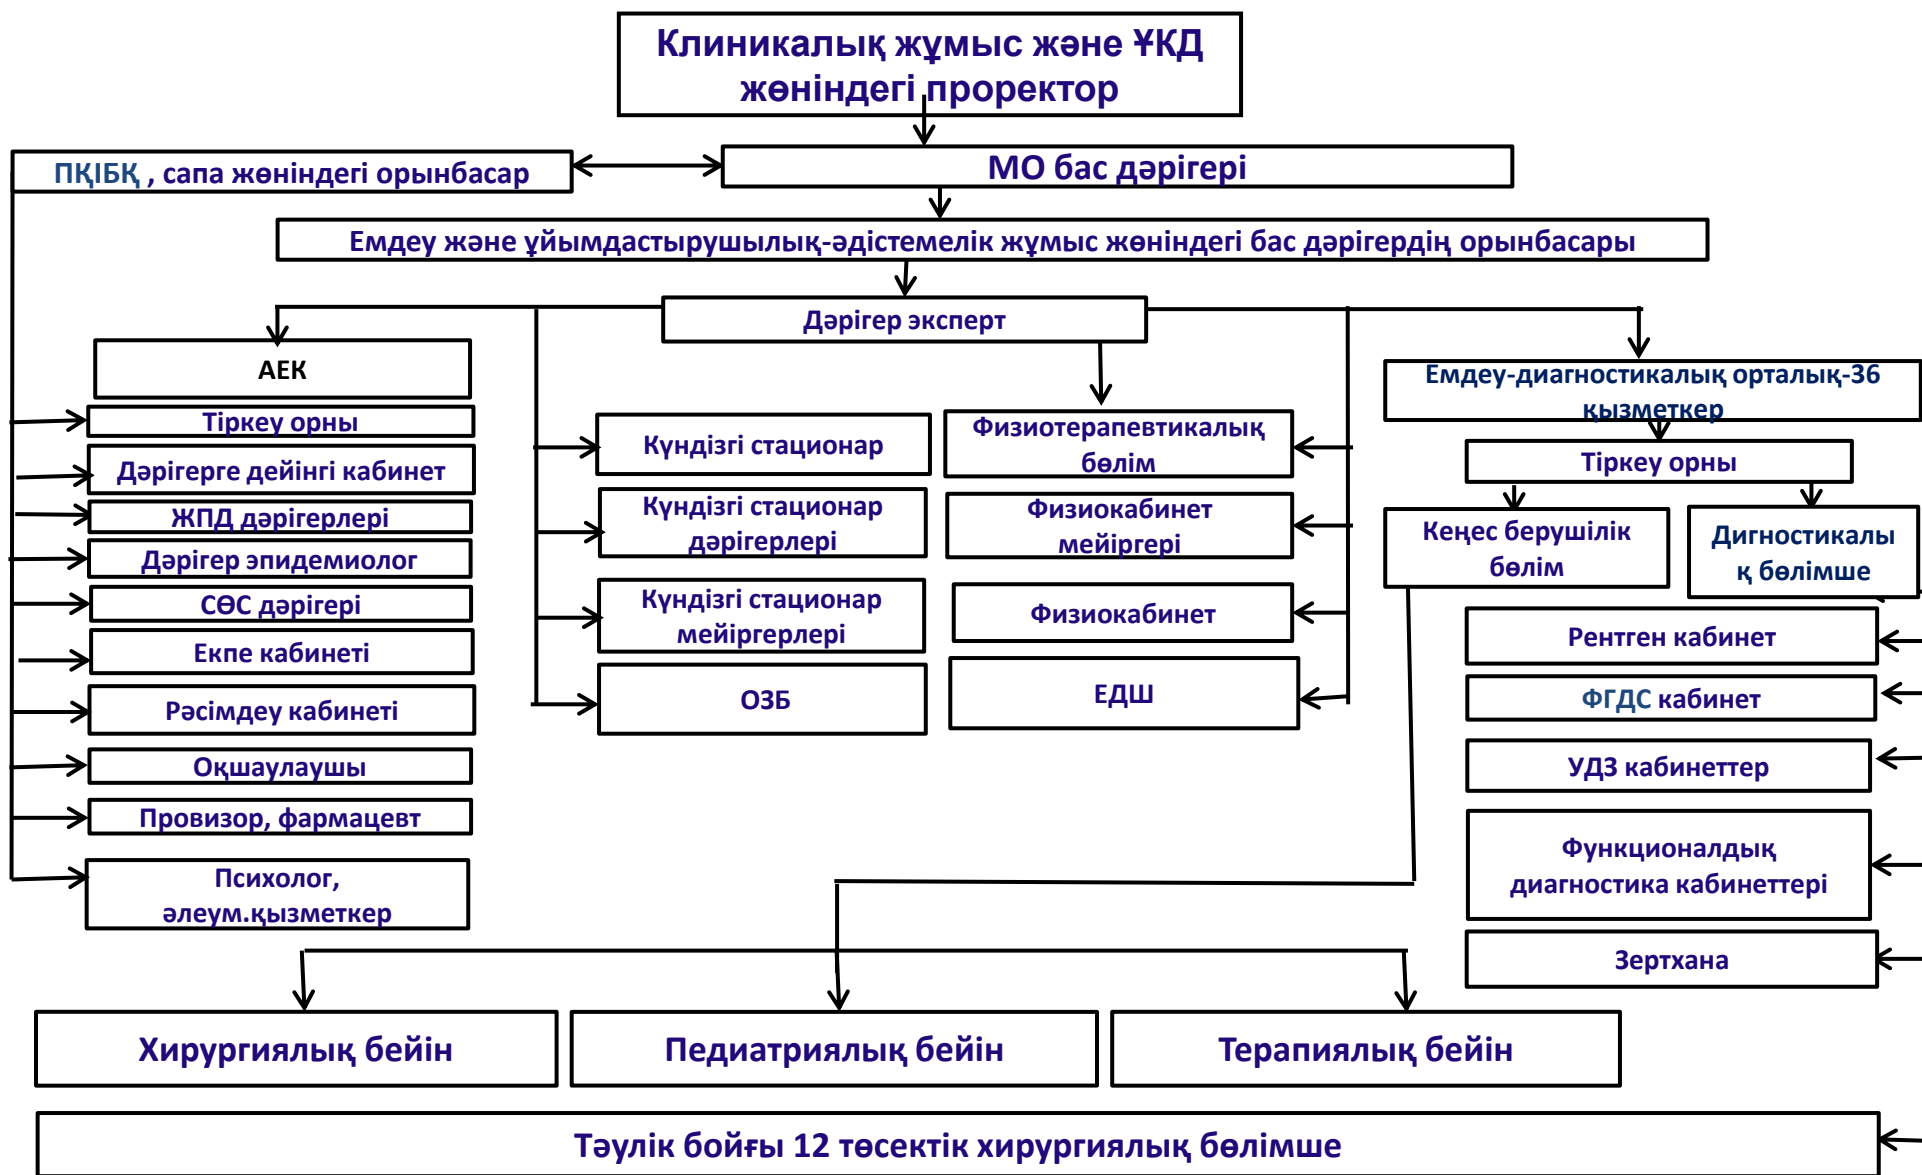 Клиникалық жұмыс және ҰКД
жөніндегі проректор
ПҚІБҚ , сапа жөніндегі орынбасар
МО бас дәрігері
Емдеу және ұйымдастырушылық-әдістемелік жұмыс жөніндегі бас дәрігердің орынбасары
Дәрігер эксперт
АЕК
Тіркеу орны
Дәрігерге дейінгі кабинет
ЖПД дәрігерлері
Дәрігер эпидемиолог
СӨС дәрігері
Екпе кабинеті
Рәсімдеу кабинеті
Оқшаулаушы
Провизор, фармацевт
Психолог,
әлеум.қызметкер
Күндізгі стационар
Күндізгі стационар
дәрігерлері
Күндізгі стационар
мейіргерлері
ОЗБ
Физиотерапевтикалық
бөлім
Физиокабинет
мейіргері
Физиокабинет
ЕДШ
Емдеу-диагностикалық орталық-36
қызметкер
Тіркеу орны
Кеңес берушілік
бөлім
Дигностикалы
қ бөлімше
Рентген кабинет
ФГДС кабинет
УДЗ кабинеттер
Функционалдық
диагностика кабинеттері
Зертхана
Хирургиялық бейін
Педиатриялық бейін
Терапиялық бейін
Тәулік бойғы 12 төсектік хирургиялық бөлімше